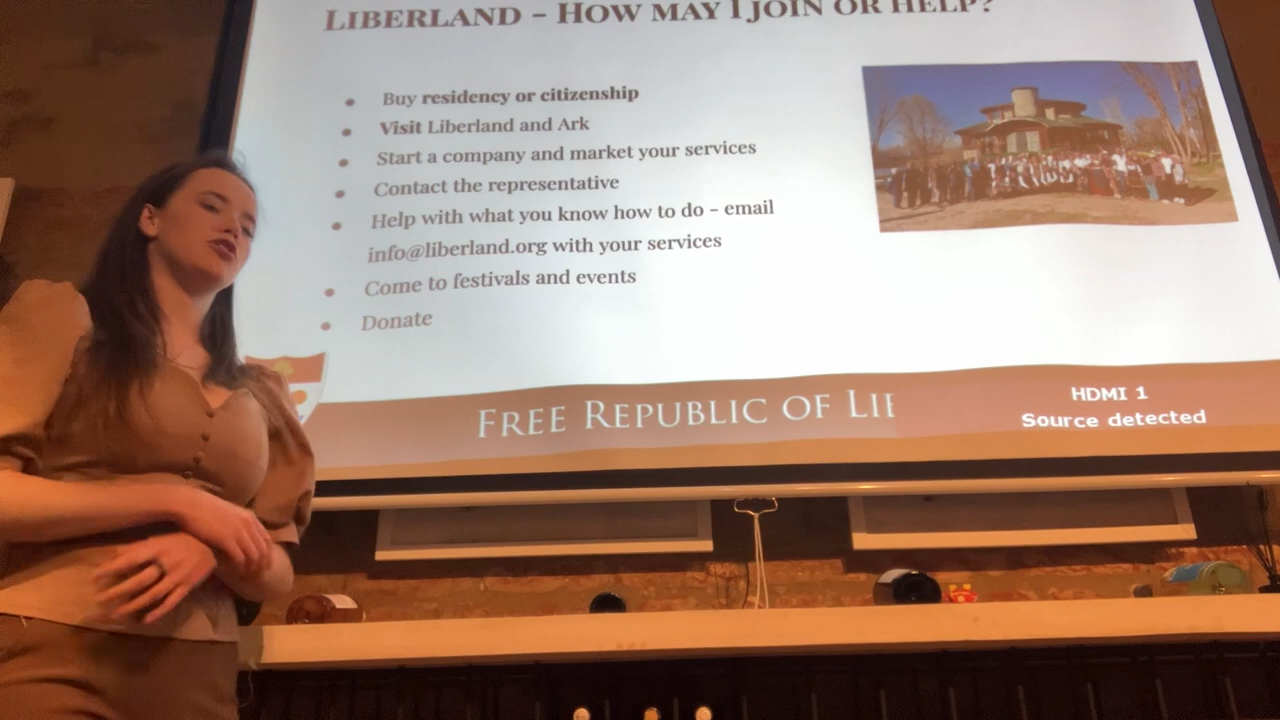 LIBERLAND – HOW MAY I JOIN OR HELP?
• Buy residency or citizenship
• Visit Liberland and Ark
• Start a company and market your services
• Contact the representative
• Help with what you know how to do – email
info@liberland.org with your services
• Come to festivals and events
• Donate
FREE REPUBLIC OF LIB
HDMI 1
Source detected